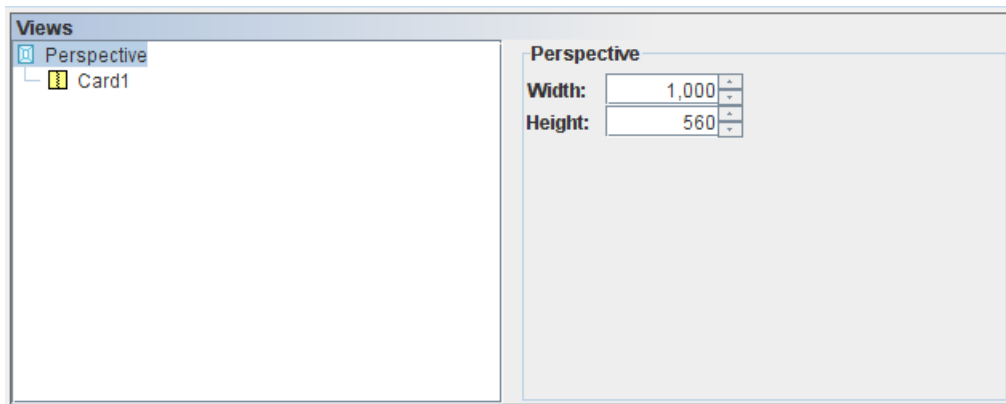 Views
Perspective
Card1
Perspective
Width: 1,000
Height: 560